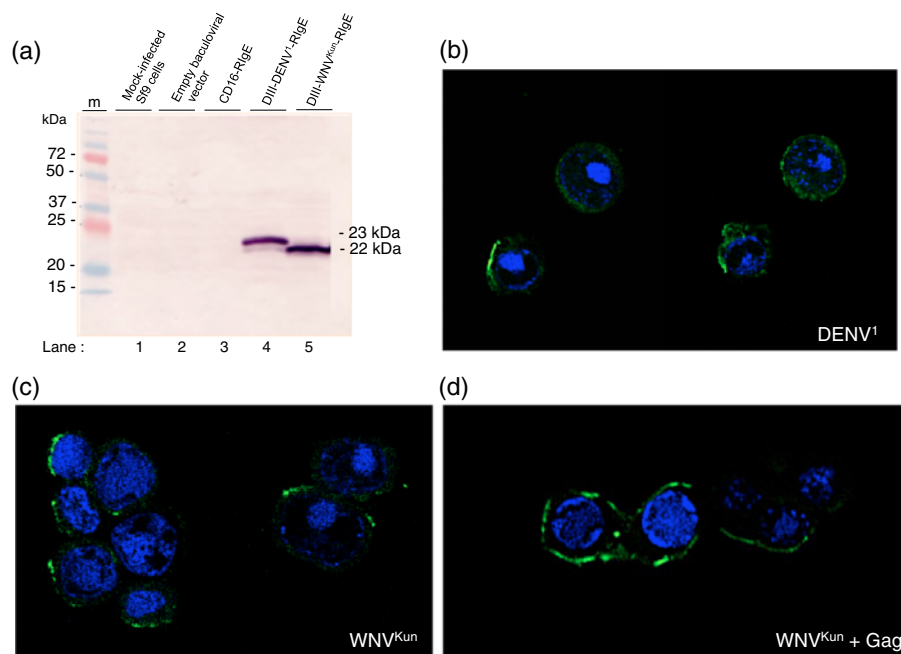 (a)
Mock-infected
Sf9 cells
Empty baculoviral
vector
CD16-RIgE
DIII-DENV¹-RIgE
DIII-WNVᴷᵘⁿ-RIgE
m
kDa
72 -
50 -
37 -
25 -
20 -
15 -
- 23 kDa
- 22 kDa
Lane : 1 2 3 4 5
(b)
DENV¹
(c)
WNVᴷᵘⁿ
(d)
WNVᴷᵘⁿ + Gag